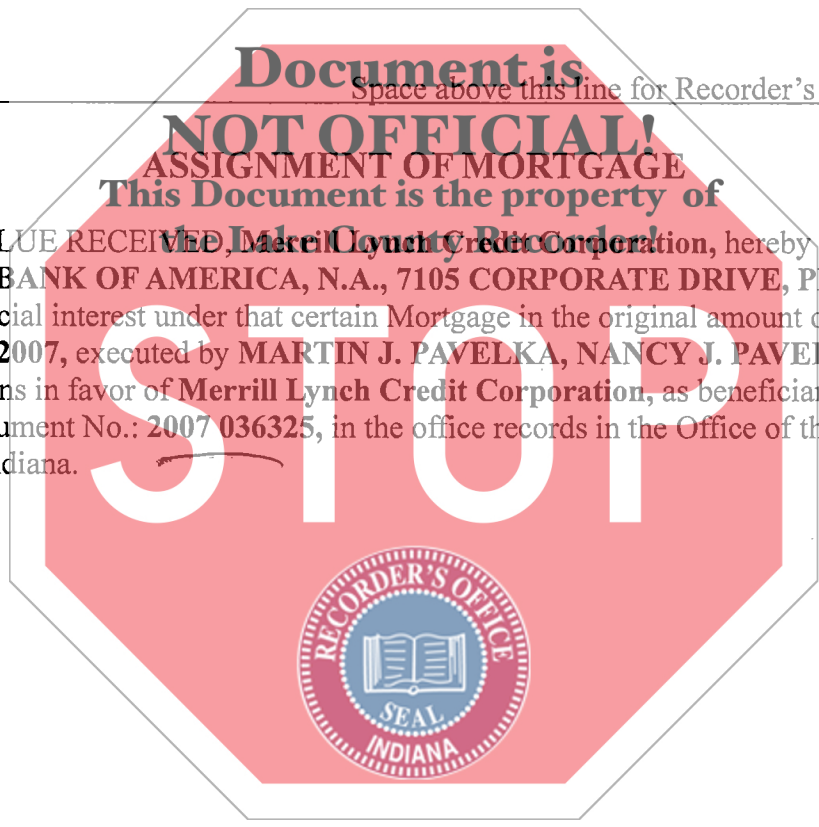 Document is
Space above this line for Recorder's
NOT OFFICIAL!
ASSIGNMENT OF MORTGAGE
This Document is the property of
the Lake County Recorder!
LUE RECEIVED, Merrill Lynch Credit Corporation, hereby
BANK OF AMERICA, N.A., 7105 CORPORATE DRIVE, P
cial interest under that certain Mortgage in the original amount
2007, executed by MARTIN J. PAVELKA, NANCY J. PAVE
ns in favor of Merrill Lynch Credit Corporation, as beneficia
ument No.: 2007 036325, in the office records in the Office of th
diana.
STOP
RECORDER'S OFFICE
SEAL
INDIANA